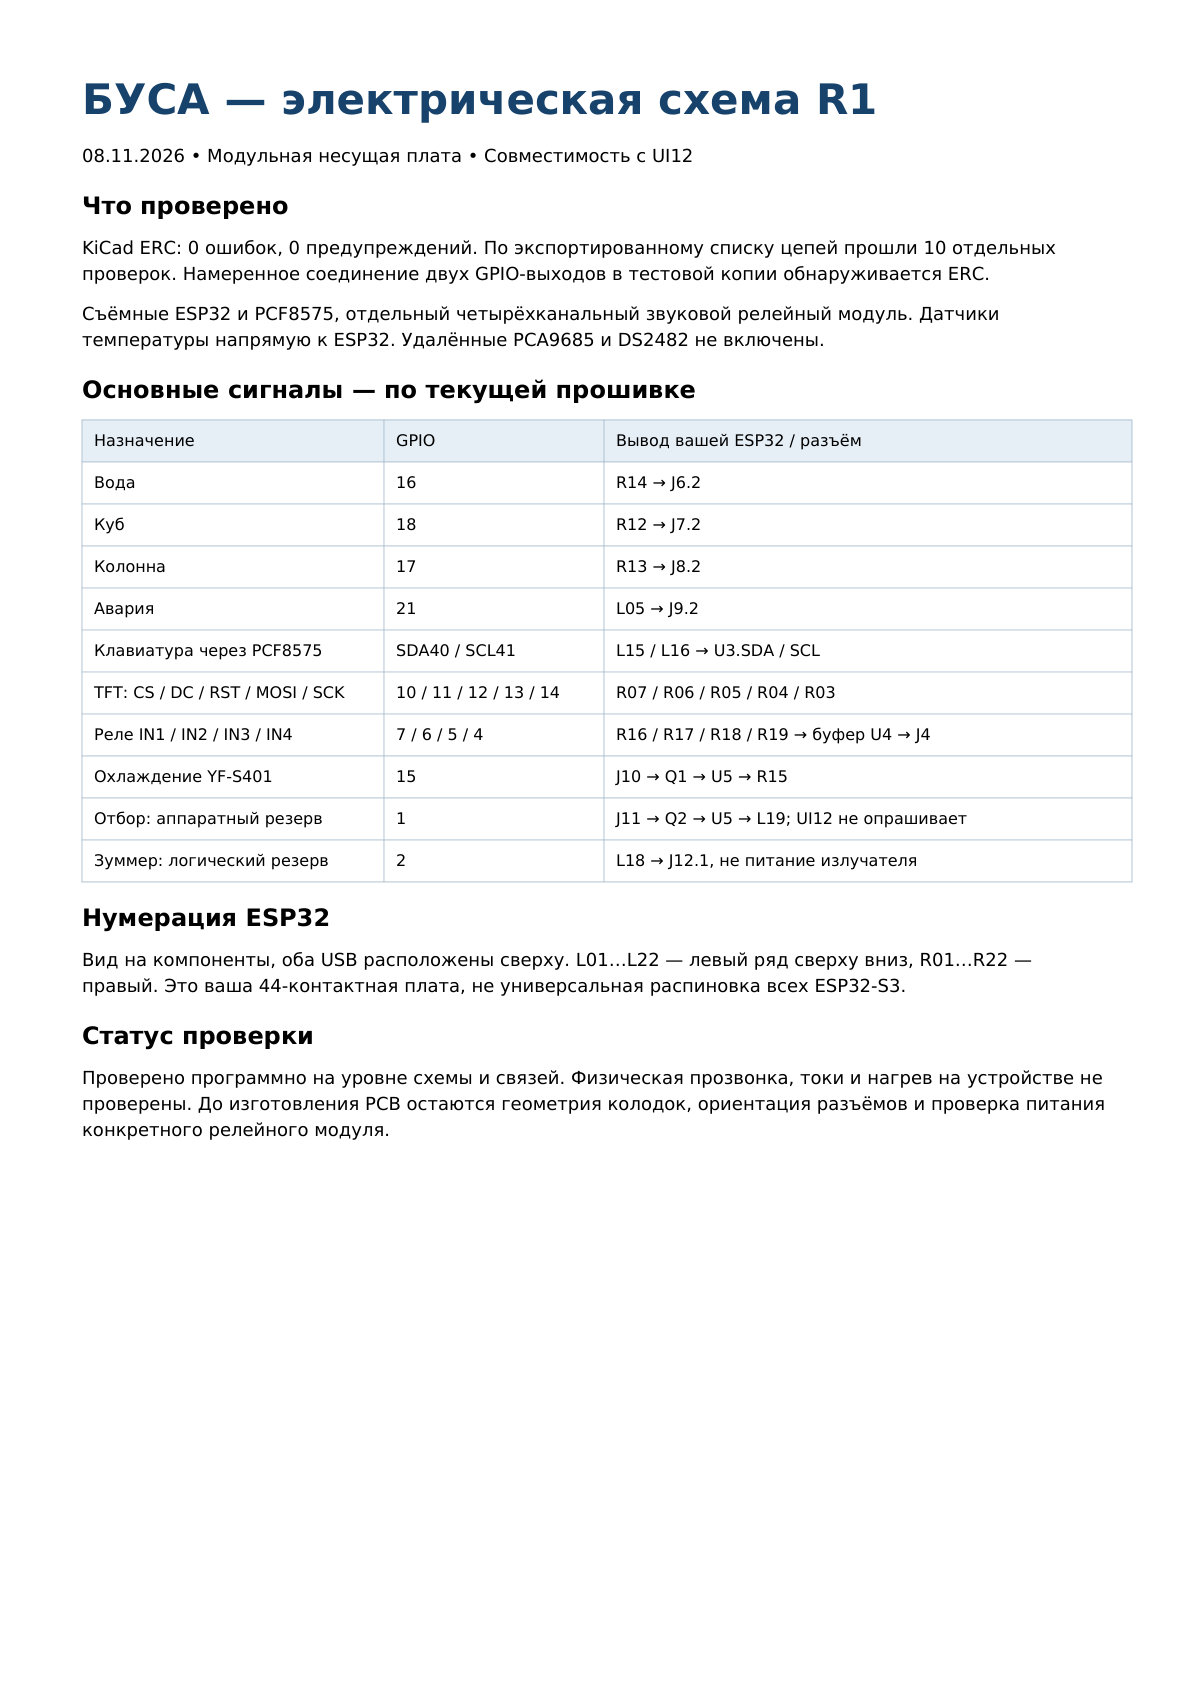 БУСА — электрическая схема R1
08.11.2026 • Модульная несущая плата • Совместимость с UI12
Что проверено
KiCad ERC: 0 ошибок, 0 предупреждений. По экспортированному списку цепей прошли 10 отдельных
проверок. Намеренное соединение двух GPIO-выходов в тестовой копии обнаруживается ERC.
Съёмные ESP32 и PCF8575, отдельный четырёхканальный звуковой релейный модуль. Датчики
температуры напрямую к ESP32. Удалённые PCA9685 и DS2482 не включены.
Основные сигналы — по текущей прошивке
Назначение GPIO Вывод вашей ESP32 / разъём
Вода 16 R14 → J6.2
Куб 18 R12 → J7.2
Колонна 17 R13 → J8.2
Авария 21 L05 → J9.2
Клавиатура через PCF8575 SDA40 / SCL41 L15 / L16 → U3.SDA / SCL
TFT: CS / DC / RST / MOSI / SCK 10 / 11 / 12 / 13 / 14 R07 / R06 / R05 / R04 / R03
Реле IN1 / IN2 / IN3 / IN4 7 / 6 / 5 / 4 R16 / R17 / R18 / R19 → буфер U4 → J4
Охлаждение YF-S401 15 J10 → Q1 → U5 → R15
Отбор: аппаратный резерв 1 J11 → Q2 → U5 → L19; UI12 не опрашивает
Зуммер: логический резерв 2 L18 → J12.1, не питание излучателя
Нумерация ESP32
Вид на компоненты, оба USB расположены сверху. L01…L22 — левый ряд сверху вниз, R01…R22 —
правый. Это ваша 44-контактная плата, не универсальная распиновка всех ESP32-S3.
Статус проверки
Проверено программно на уровне схемы и связей. Физическая прозвонка, токи и нагрев на устройстве не
проверены. До изготовления PCB остаются геометрия колодок, ориентация разъёмов и проверка питания
конкретного релейного модуля.